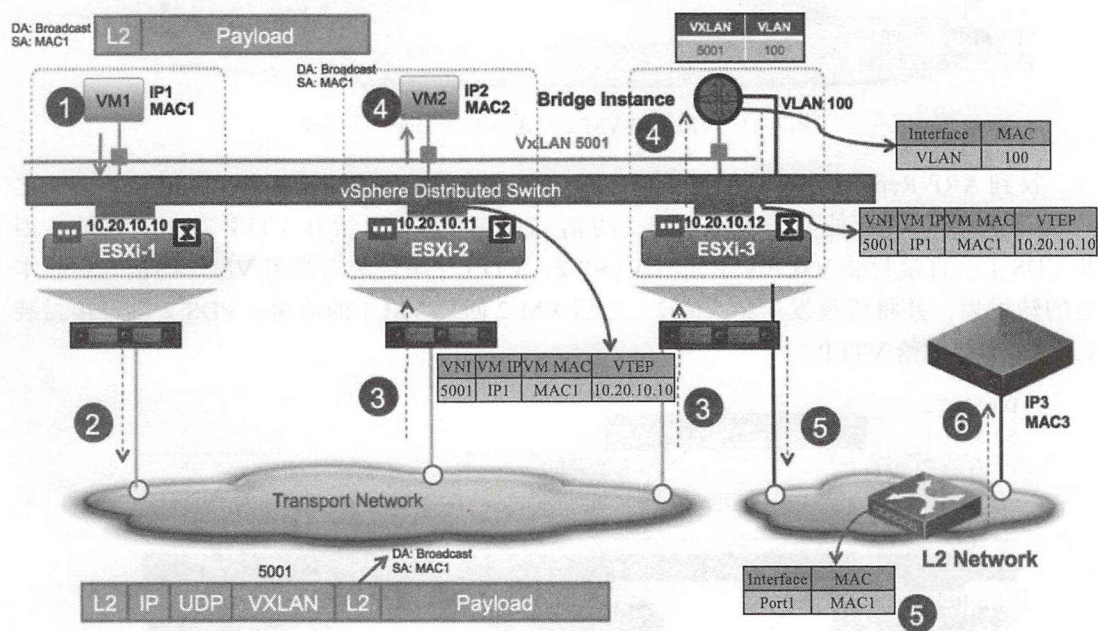 DA: Broadcast
SA: MAC1
L2 Payload
VXLAN VLAN
5001 100
1
VM1
IP1
MAC1
DA: Broadcast
SA: MAC1
4
VM2
IP2
MAC2
Bridge Instance
4
VLAN 100
Interface MAC
VLAN 100
VxLAN 5001
vSphere Distributed Switch
10.20.10.10
ESXi-1
10.20.10.11
ESXi-2
10.20.10.12
ESXi-3
VNI VM IP VM MAC VTEP
5001 IP1 MAC1 10.20.10.10
VNI VM IP VM MAC VTEP
5001 IP1 MAC1 10.20.10.10
2
3
3
5
6
IP3
MAC3
Transport Network
L2 Network
DA: Broadcast
SA: MAC1
5001
L2 IP UDP VXLAN L2 Payload
Interface MAC
Port1 MAC1
5